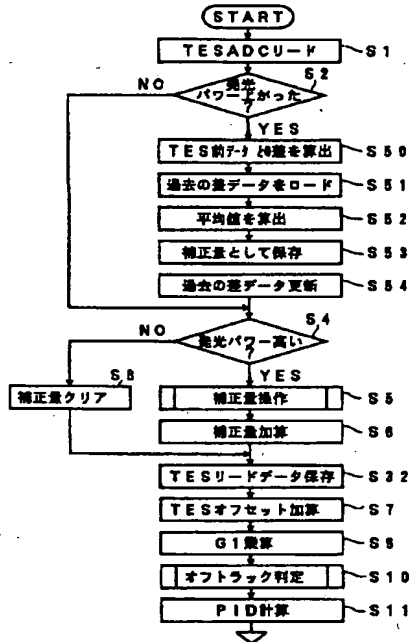 START
TESADCリード S1
S2
NO
発光
パワー上がった
?
YES
TES前データとの差を算出 S50
過去の差データをロード S51
平均値を算出 S52
補正量として保存 S53
過去の差データ更新 S54
S4
NO
発光パワー高い
?
YES
S8
補正量クリア
補正量操作 S5
補正量加算 S6
TESリードデータ保存 S32
TESオフセット加算 S7
G1乗算 S9
オフトラック判定 S10
PID計算 S11